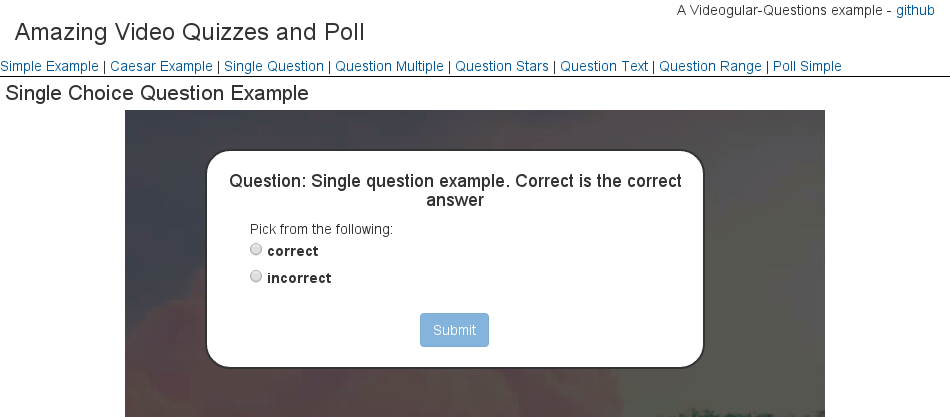 A Videogular-Questions example - github
Amazing Video Quizzes and Poll
Simple Example | Caesar Example | Single Question | Question Multiple | Question Stars | Question Text | Question Range | Poll Simple
Single Choice Question Example
Question: Single question example. Correct is the correct
answer
Pick from the following:
correct
incorrect
Submit